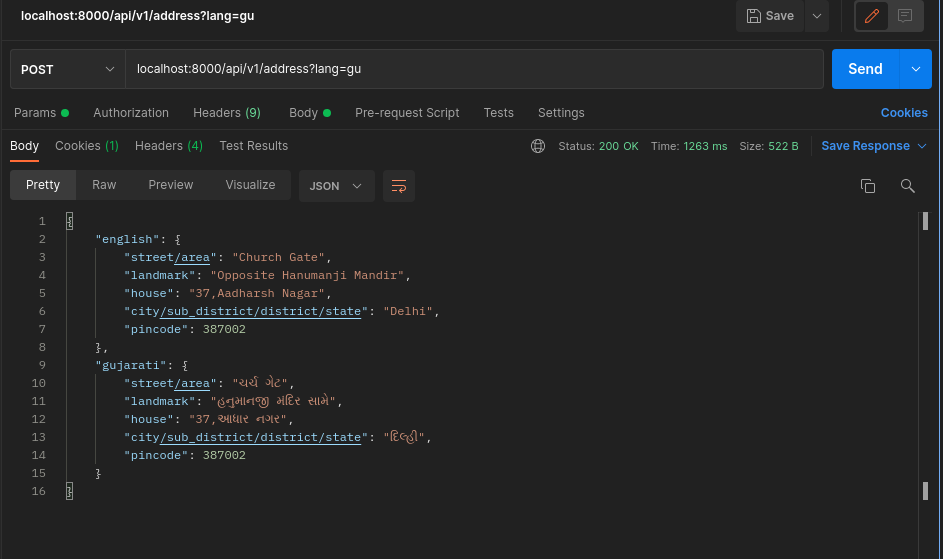 localhost:8000/api/v1/address?lang=gu
Save
POST
localhost:8000/api/v1/address?lang=gu
Send
Params
Authorization
Headers (9)
Body
Pre-request Script
Tests
Settings
Cookies
Body
Cookies (1)
Headers (4)
Test Results
Status: 200 OK
Time: 1263 ms
Size: 522 B
Save Response
Pretty
Raw
Preview
Visualize
JSON
1 {
2 "english": {
3 "street/area": "Church Gate",
4 "landmark": "Opposite Hanumanji Mandir",
5 "house": "37,Aadharsh Nagar",
6 "city/sub_district/district/state": "Delhi",
7 "pincode": 387002
8 },
9 "gujarati": {
10 "street/area": "ચર્ચ ગેટ",
11 "landmark": "હનુમાનજી મંદિર સામે",
12 "house": "37,આધાર નગર",
13 "city/sub_district/district/state": "દિલ્હી",
14 "pincode": 387002
15 }
16 }